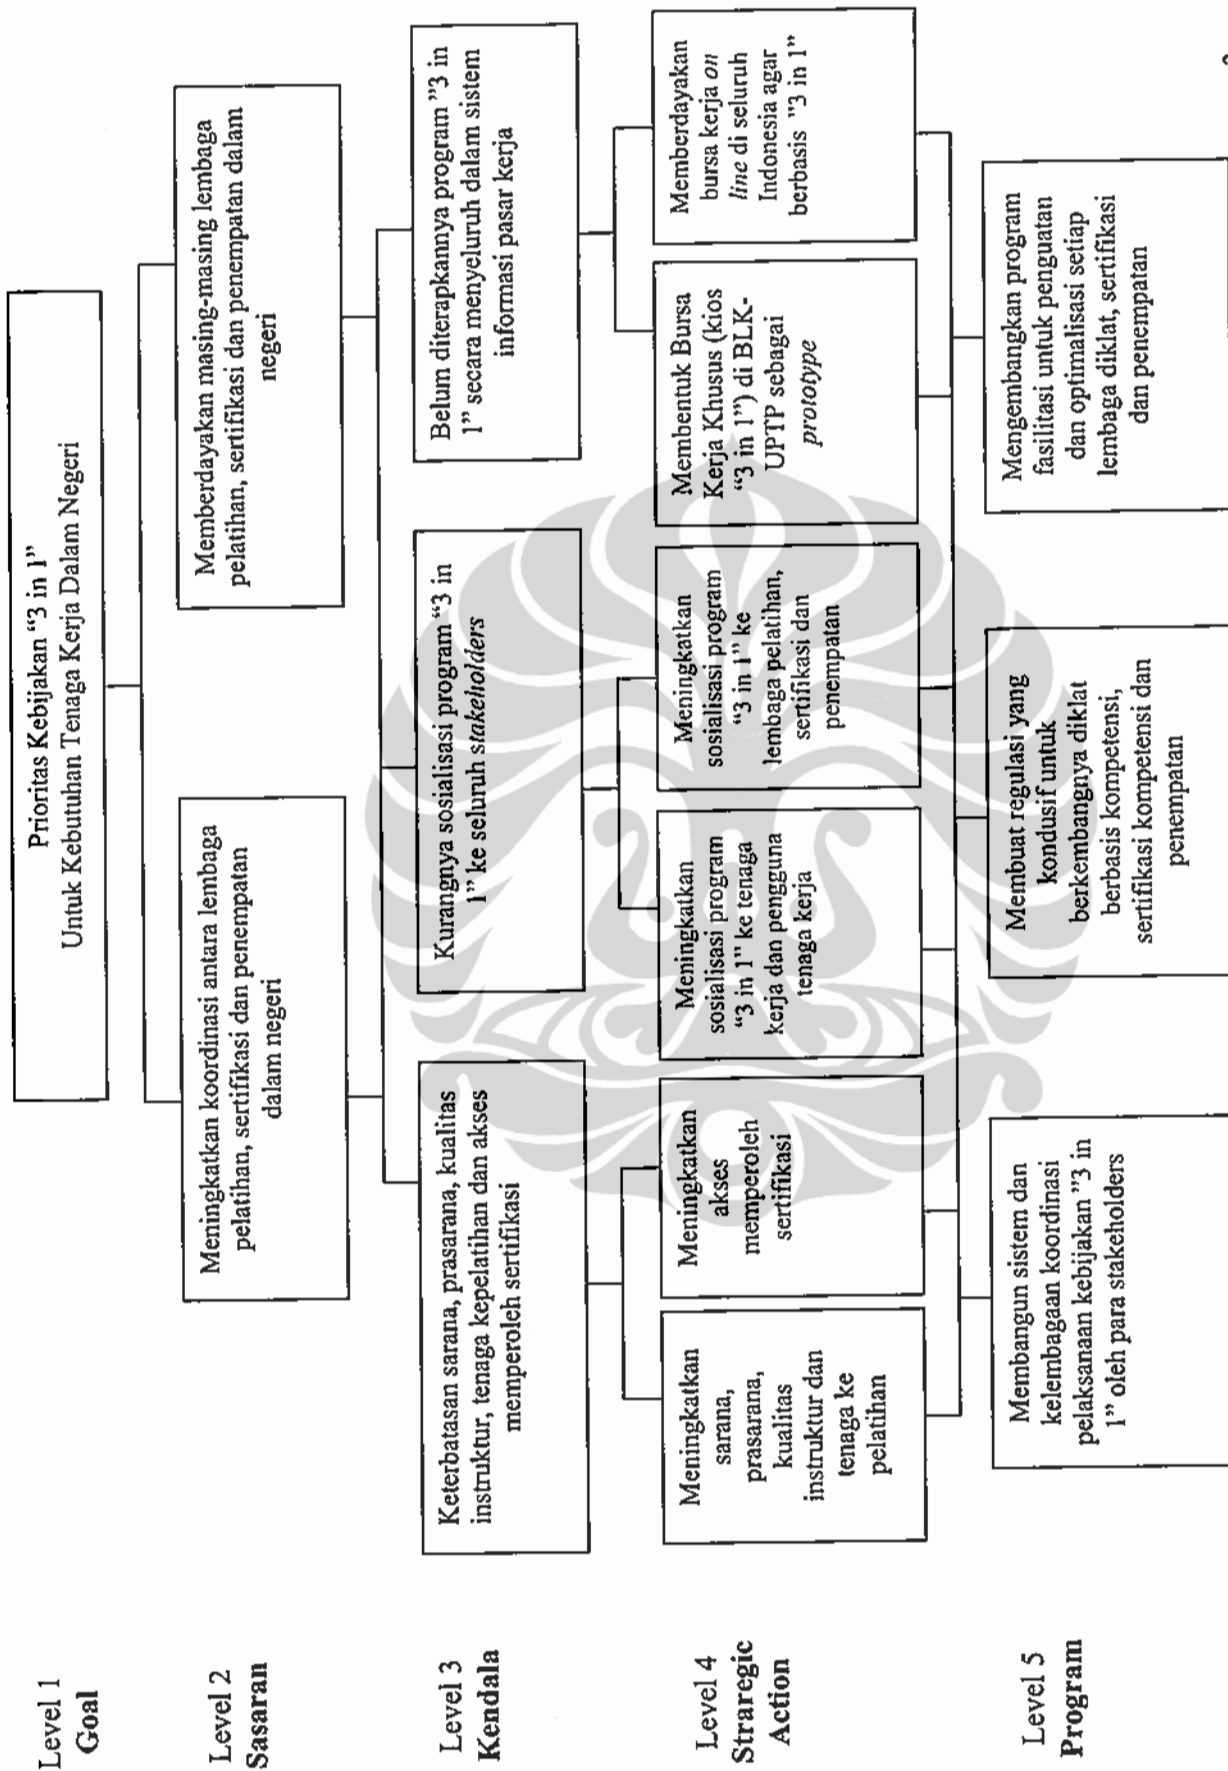 Level 1
Goal
Prioritas Kebijakan “3 in 1”
Untuk Kebutuhan Tenaga Kerja Dalam Negeri
Level 2
Sasaran
Meningkatkan koordinasi antara lembaga
pelatihan, sertifikasi dan penempatan
dalam negeri
Memberdayakan masing-masing lembaga
pelatihan, sertifikasi dan penempatan dalam
negeri
Level 3
Kendala
Keterbatasan sarana, prasarana, kualitas
instruktur, tenaga kepelatihan dan akses
memperoleh sertifikasi
Kurangnya sosialisasi program “3 in
1” ke seluruh stakeholders
Belum diterapkannya program ”3 in
1” secara menyeluruh dalam sistem
informasi pasar kerja
Level 4
Straregic
Action
Meningkatkan
sarana,
prasarana,
kualitas
instruktur dan
tenaga ke
pelatihan
Meningkatkan
akses
memperoleh
sertifikasi
Meningkatkan
sosialisasi program
“3 in 1” ke tenaga
kerja dan pengguna
tenaga kerja
Meningkatkan
sosialisasi program
“3 in 1” ke
lembaga pelatihan,
sertifikasi dan
penempatan
Membentuk Bursa
Kerja Khusus (kios
“3 in 1”) di BLK-
UPTP sebagai
prototype
Memberdayakan
bursa kerja on
line di seluruh
Indonesia agar
berbasis ”3 in 1”
Level 5
Program
Membangun sistem dan
kelembagaan koordinasi
pelaksanaan kebijakan ”3 in
1” oleh para stakeholders
Membuat regulasi yang
kondusif untuk
berkembangnya diklat
berbasis kompetensi,
sertifikasi kompetensi dan
penempatan
Mengembangkan program
fasilitasi untuk penguatan
dan optimalisasi setiap
lembaga diklat, sertifikasi
dan penempatan